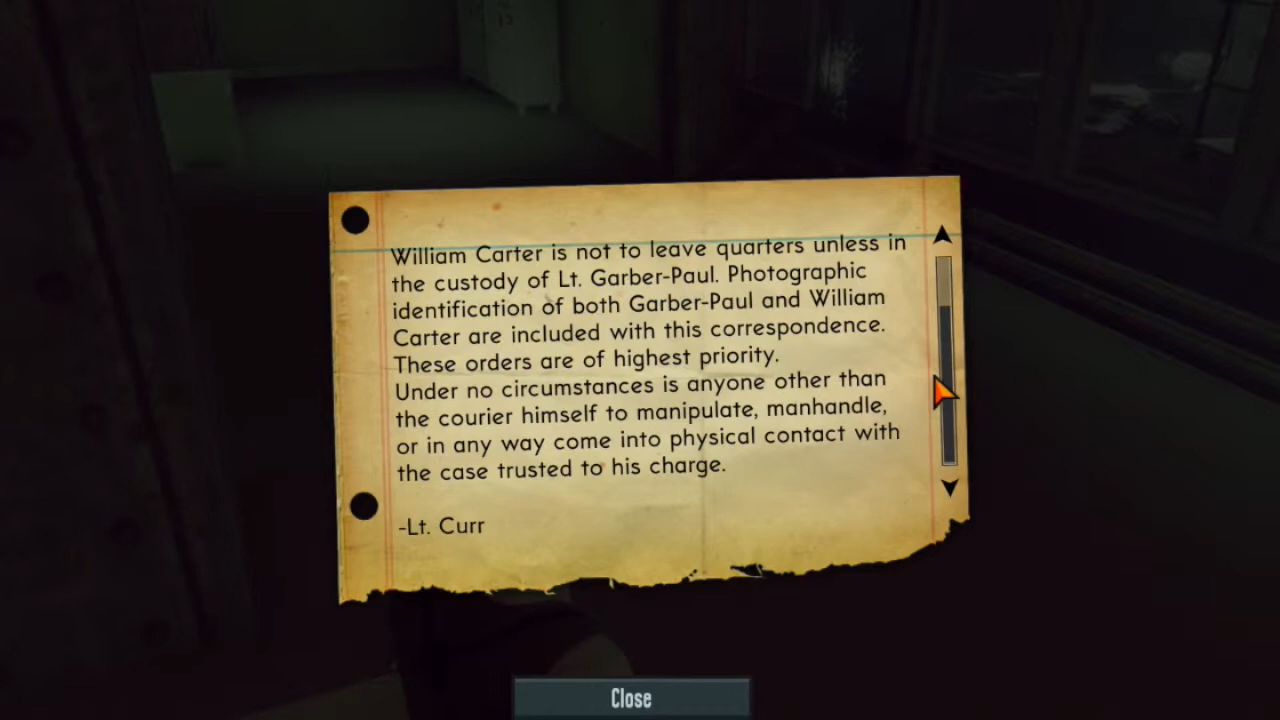 William Carter is not to leave quarters unless in
the custody of Lt. Garber-Paul. Photographic
identification of both Garber-Paul and William
Carter are included with this correspondence.
These orders are of highest priority.
Under no circumstances is anyone other than
the courier himself to manipulate, manhandle,
or in any way come into physical contact with
the case trusted to his charge.
-Lt. Curr
Close